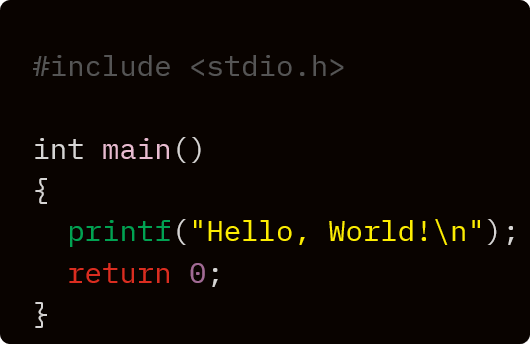 #include <stdio.h>

int main()
{
  printf("Hello, World!\n");
  return 0;
}